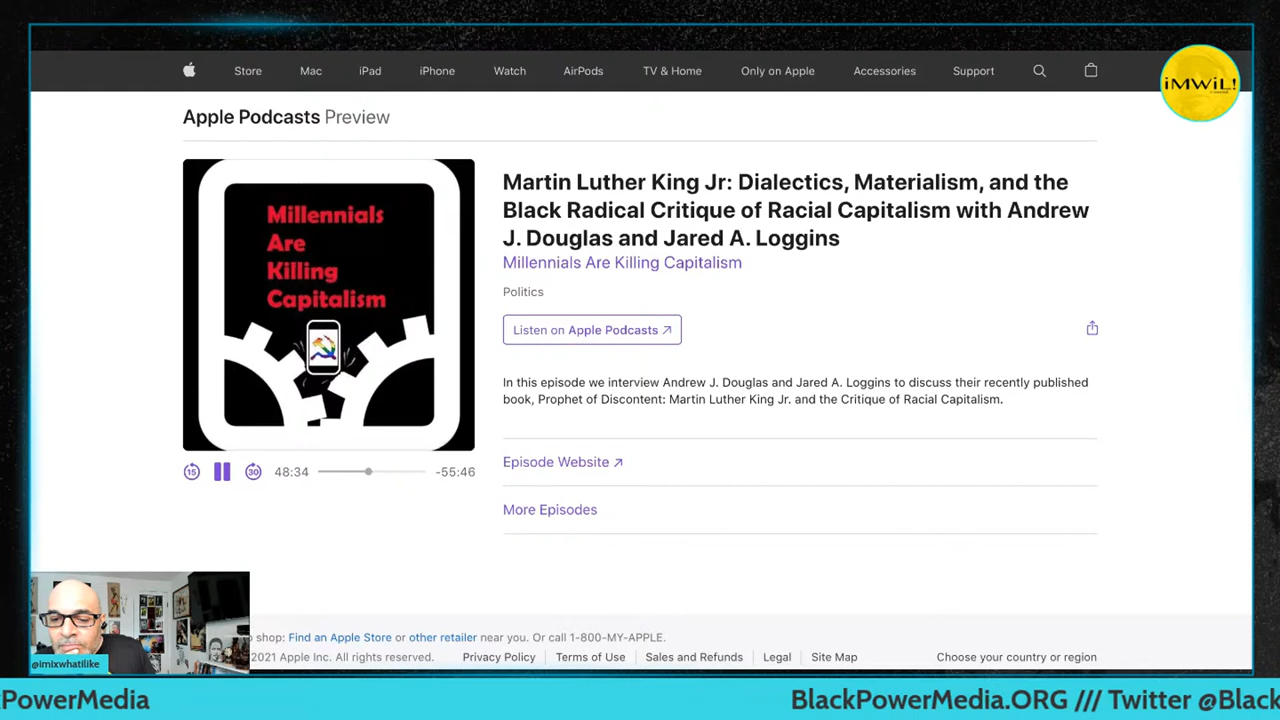 Store Mac iPad iPhone Watch AirPods TV & Home Only on Apple Accessories Support
iMWiL!
Apple Podcasts Preview
Millennials
Are
Killing
Capitalism
Martin Luther King Jr: Dialectics, Materialism, and the
Black Radical Critique of Racial Capitalism with Andrew
J. Douglas and Jared A. Loggins
Millennials Are Killing Capitalism
Politics
Listen on Apple Podcasts ↗
In this episode we interview Andrew J. Douglas and Jared A. Loggins to discuss their recently published
book, Prophet of Discontent: Martin Luther King Jr. and the Critique of Racial Capitalism.
15 30 48:34 -55:46
Episode Website ↗
More Episodes
shop: Find an Apple Store or other retailer near you. Or call 1-800-MY-APPLE.
2021 Apple Inc. All rights reserved. Privacy Policy Terms of Use Sales and Refunds Legal Site Map Choose your country or region
@imixwhatilike
kPowerMedia BlackPowerMedia.ORG /// Twitter @Black